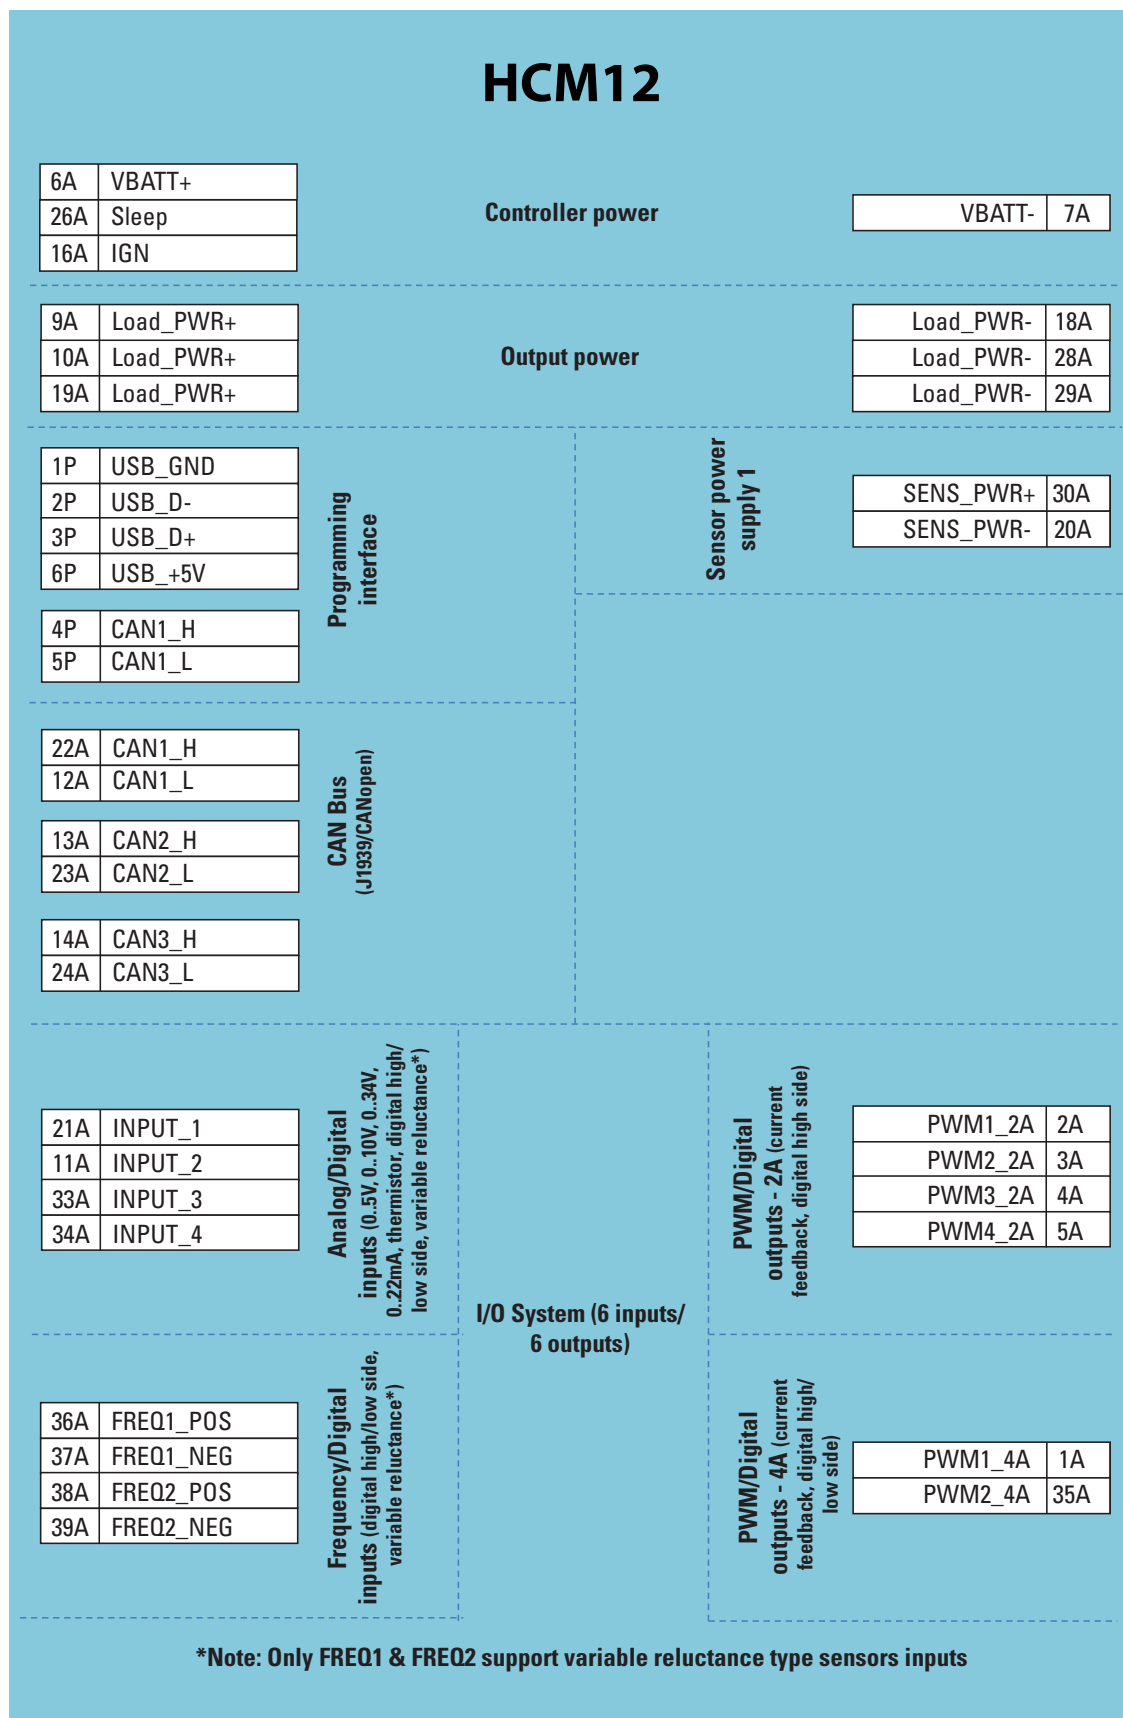 HCM12
6A VBATT+
26A Sleep
16A IGN
Controller power
VBATT- 7A
9A Load_PWR+
10A Load_PWR+
19A Load_PWR+
Output power
Load_PWR- 18A
Load_PWR- 28A
Load_PWR- 29A
1P USB_GND
2P USB_D-
3P USB_D+
6P USB_+5V
4P CAN1_H
5P CAN1_L
Programming
interface
Sensor power
supply 1
SENS_PWR+ 30A
SENS_PWR- 20A
22A CAN1_H
12A CAN1_L
13A CAN2_H
23A CAN2_L
14A CAN3_H
24A CAN3_L
CAN Bus
(J1939/CANopen)
21A INPUT_1
11A INPUT_2
33A INPUT_3
34A INPUT_4
Analog/Digital
inputs (0..5V, 0..10V, 0..34V,
0..22mA, thermistor, digital high/
low side, variable reluctance*)
I/O System (6 inputs/
6 outputs)
PWM/Digital
outputs - 2A (current
feedback, digital high side)
PWM1_2A 2A
PWM2_2A 3A
PWM3_2A 4A
PWM4_2A 5A
36A FREQ1_POS
37A FREQ1_NEG
38A FREQ2_POS
39A FREQ2_NEG
Frequency/Digital
inputs (digital high/low side,
variable reluctance*)
PWM/Digital
outputs - 4A (current
feedback, digital high/
low side)
PWM1_4A 1A
PWM2_4A 35A
*Note: Only FREQ1 & FREQ2 support variable reluctance type sensors inputs